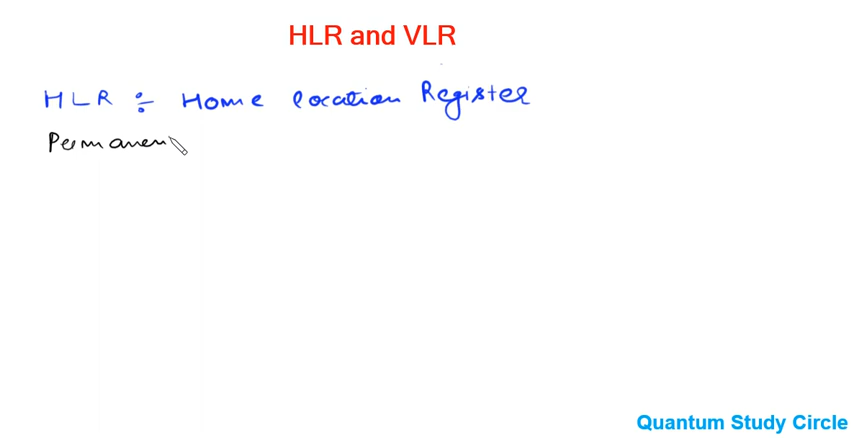 HLR and VLR
HLR ÷ Home location Register
Permanen
Quantum Study Circle